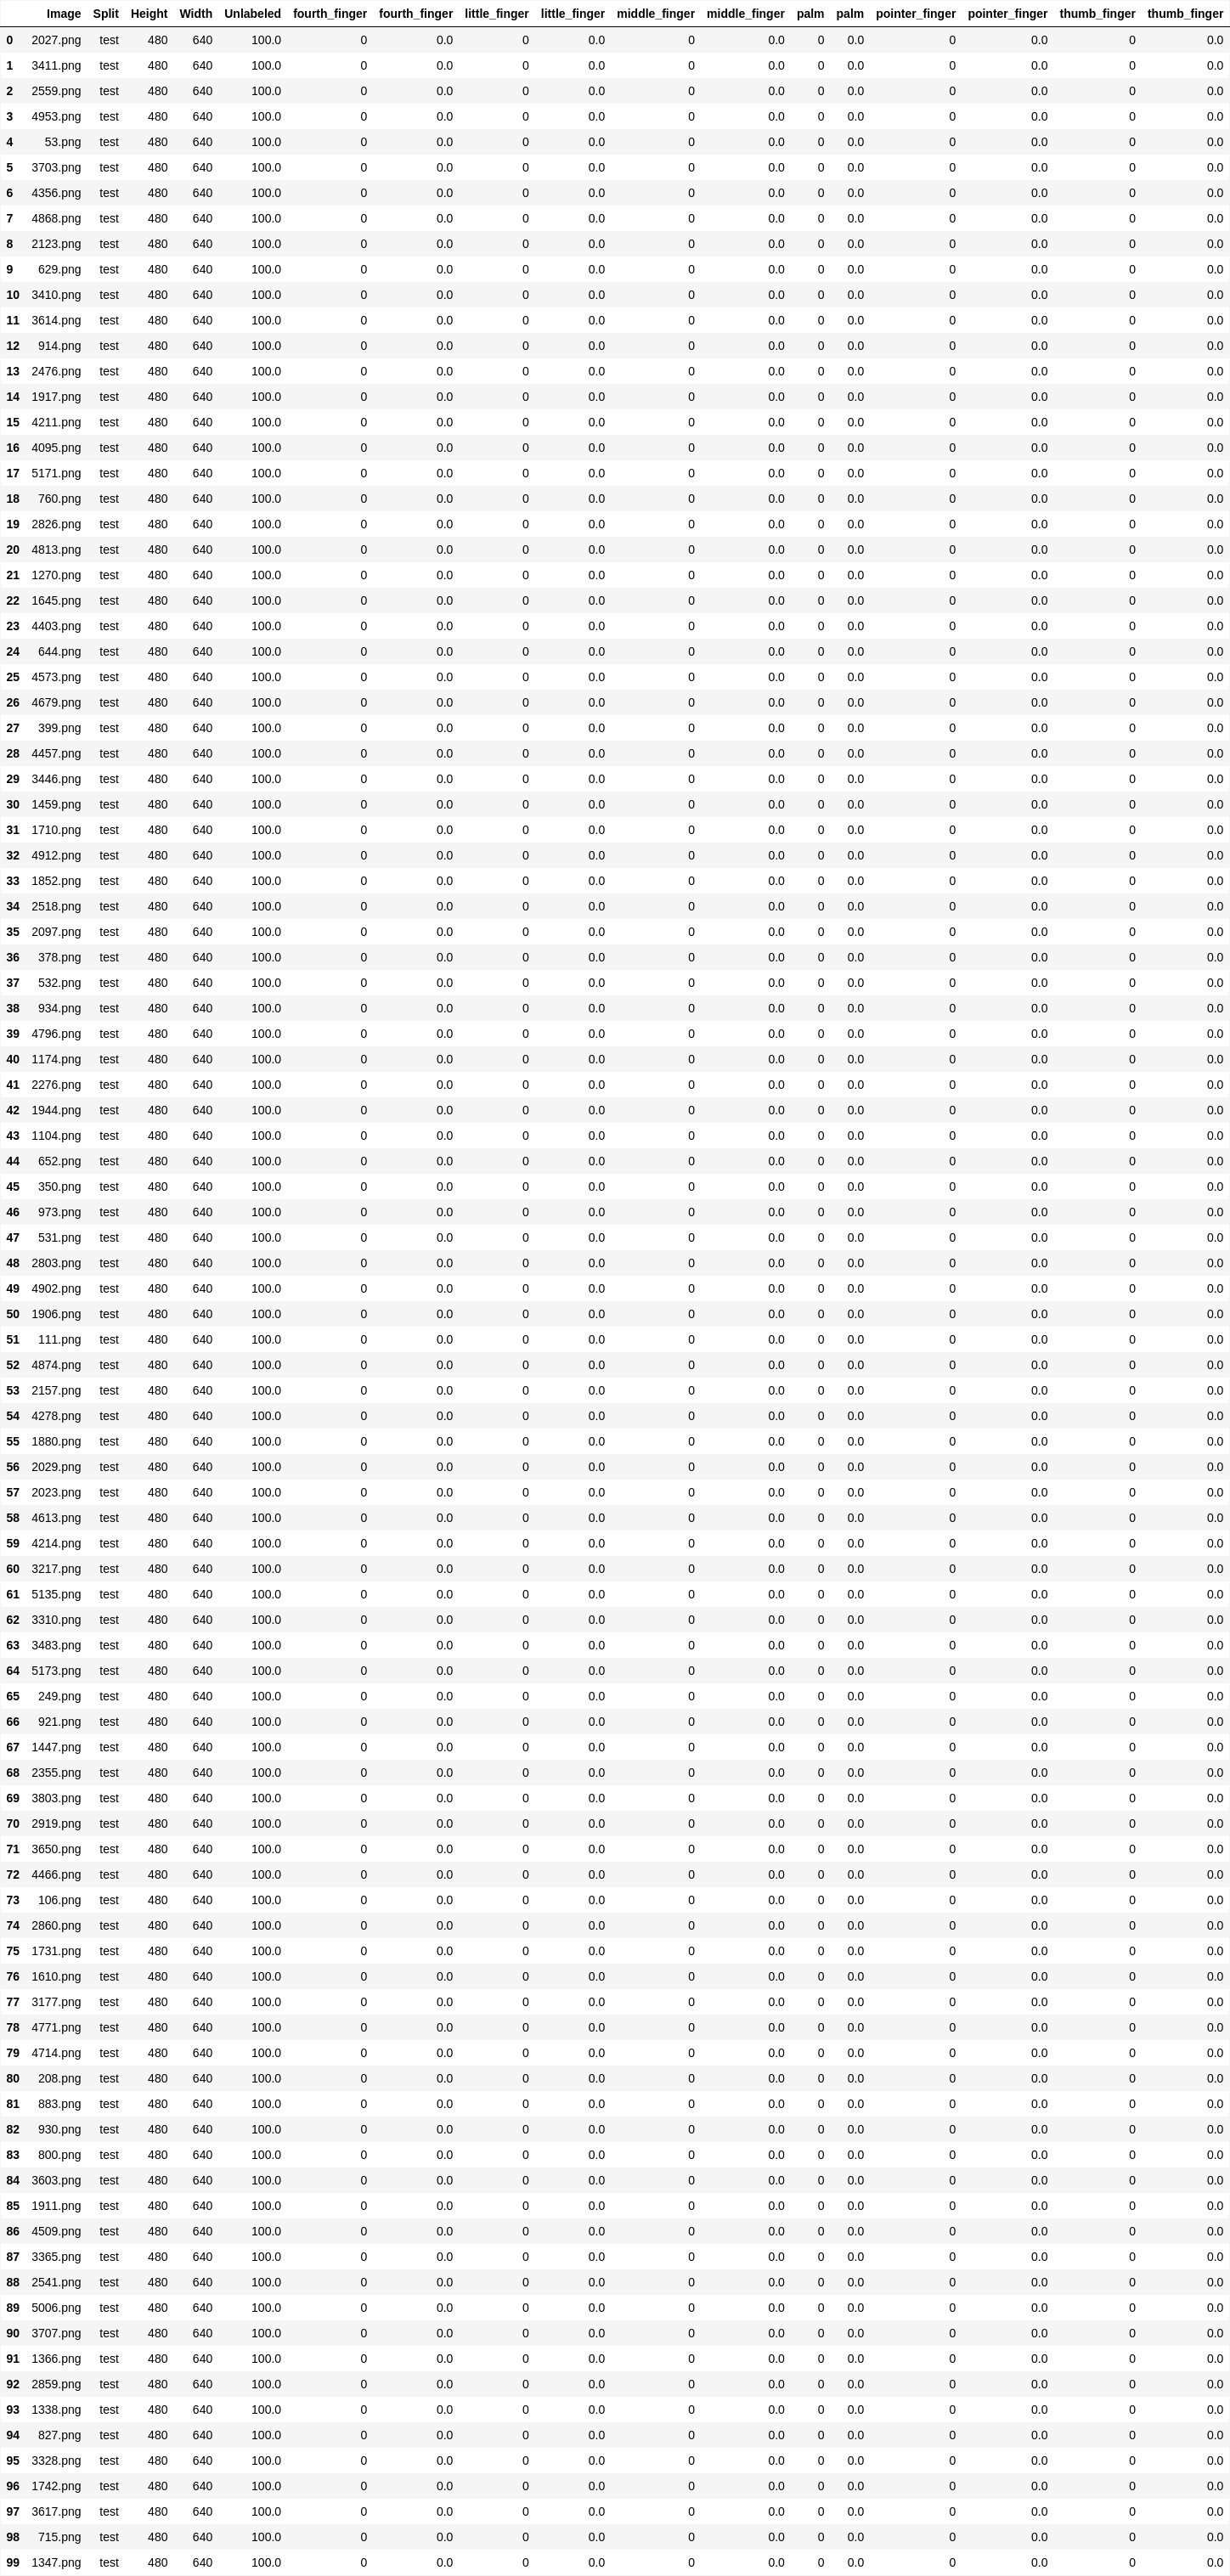 Image Split Height Width Unlabeled fourth_finger fourth_finger little_finger little_finger middle_finger middle_finger palm palm pointer_finger pointer_finger thumb_finger thumb_finger
0 2027.png test 480 640 100.0 0 0.0 0 0.0 0 0.0 0 0.0 0 0.0 0 0.0
1 3411.png test 480 640 100.0 0 0.0 0 0.0 0 0.0 0 0.0 0 0.0 0 0.0
2 2559.png test 480 640 100.0 0 0.0 0 0.0 0 0.0 0 0.0 0 0.0 0 0.0
3 4953.png test 480 640 100.0 0 0.0 0 0.0 0 0.0 0 0.0 0 0.0 0 0.0
4 53.png test 480 640 100.0 0 0.0 0 0.0 0 0.0 0 0.0 0 0.0 0 0.0
5 3703.png test 480 640 100.0 0 0.0 0 0.0 0 0.0 0 0.0 0 0.0 0 0.0
6 4356.png test 480 640 100.0 0 0.0 0 0.0 0 0.0 0 0.0 0 0.0 0 0.0
7 4868.png test 480 640 100.0 0 0.0 0 0.0 0 0.0 0 0.0 0 0.0 0 0.0
8 2123.png test 480 640 100.0 0 0.0 0 0.0 0 0.0 0 0.0 0 0.0 0 0.0
9 629.png test 480 640 100.0 0 0.0 0 0.0 0 0.0 0 0.0 0 0.0 0 0.0
10 3410.png test 480 640 100.0 0 0.0 0 0.0 0 0.0 0 0.0 0 0.0 0 0.0
11 3614.png test 480 640 100.0 0 0.0 0 0.0 0 0.0 0 0.0 0 0.0 0 0.0
12 914.png test 480 640 100.0 0 0.0 0 0.0 0 0.0 0 0.0 0 0.0 0 0.0
13 2476.png test 480 640 100.0 0 0.0 0 0.0 0 0.0 0 0.0 0 0.0 0 0.0
14 1917.png test 480 640 100.0 0 0.0 0 0.0 0 0.0 0 0.0 0 0.0 0 0.0
15 4211.png test 480 640 100.0 0 0.0 0 0.0 0 0.0 0 0.0 0 0.0 0 0.0
16 4095.png test 480 640 100.0 0 0.0 0 0.0 0 0.0 0 0.0 0 0.0 0 0.0
17 5171.png test 480 640 100.0 0 0.0 0 0.0 0 0.0 0 0.0 0 0.0 0 0.0
18 760.png test 480 640 100.0 0 0.0 0 0.0 0 0.0 0 0.0 0 0.0 0 0.0
19 2826.png test 480 640 100.0 0 0.0 0 0.0 0 0.0 0 0.0 0 0.0 0 0.0
20 4813.png test 480 640 100.0 0 0.0 0 0.0 0 0.0 0 0.0 0 0.0 0 0.0
21 1270.png test 480 640 100.0 0 0.0 0 0.0 0 0.0 0 0.0 0 0.0 0 0.0
22 1645.png test 480 640 100.0 0 0.0 0 0.0 0 0.0 0 0.0 0 0.0 0 0.0
23 4403.png test 480 640 100.0 0 0.0 0 0.0 0 0.0 0 0.0 0 0.0 0 0.0
24 644.png test 480 640 100.0 0 0.0 0 0.0 0 0.0 0 0.0 0 0.0 0 0.0
25 4573.png test 480 640 100.0 0 0.0 0 0.0 0 0.0 0 0.0 0 0.0 0 0.0
26 4679.png test 480 640 100.0 0 0.0 0 0.0 0 0.0 0 0.0 0 0.0 0 0.0
27 399.png test 480 640 100.0 0 0.0 0 0.0 0 0.0 0 0.0 0 0.0 0 0.0
28 4457.png test 480 640 100.0 0 0.0 0 0.0 0 0.0 0 0.0 0 0.0 0 0.0
29 3446.png test 480 640 100.0 0 0.0 0 0.0 0 0.0 0 0.0 0 0.0 0 0.0
30 1459.png test 480 640 100.0 0 0.0 0 0.0 0 0.0 0 0.0 0 0.0 0 0.0
31 1710.png test 480 640 100.0 0 0.0 0 0.0 0 0.0 0 0.0 0 0.0 0 0.0
32 4912.png test 480 640 100.0 0 0.0 0 0.0 0 0.0 0 0.0 0 0.0 0 0.0
33 1852.png test 480 640 100.0 0 0.0 0 0.0 0 0.0 0 0.0 0 0.0 0 0.0
34 2518.png test 480 640 100.0 0 0.0 0 0.0 0 0.0 0 0.0 0 0.0 0 0.0
35 2097.png test 480 640 100.0 0 0.0 0 0.0 0 0.0 0 0.0 0 0.0 0 0.0
36 378.png test 480 640 100.0 0 0.0 0 0.0 0 0.0 0 0.0 0 0.0 0 0.0
37 532.png test 480 640 100.0 0 0.0 0 0.0 0 0.0 0 0.0 0 0.0 0 0.0
38 934.png test 480 640 100.0 0 0.0 0 0.0 0 0.0 0 0.0 0 0.0 0 0.0
39 4796.png test 480 640 100.0 0 0.0 0 0.0 0 0.0 0 0.0 0 0.0 0 0.0
40 1174.png test 480 640 100.0 0 0.0 0 0.0 0 0.0 0 0.0 0 0.0 0 0.0
41 2276.png test 480 640 100.0 0 0.0 0 0.0 0 0.0 0 0.0 0 0.0 0 0.0
42 1944.png test 480 640 100.0 0 0.0 0 0.0 0 0.0 0 0.0 0 0.0 0 0.0
43 1104.png test 480 640 100.0 0 0.0 0 0.0 0 0.0 0 0.0 0 0.0 0 0.0
44 652.png test 480 640 100.0 0 0.0 0 0.0 0 0.0 0 0.0 0 0.0 0 0.0
45 350.png test 480 640 100.0 0 0.0 0 0.0 0 0.0 0 0.0 0 0.0 0 0.0
46 973.png test 480 640 100.0 0 0.0 0 0.0 0 0.0 0 0.0 0 0.0 0 0.0
47 531.png test 480 640 100.0 0 0.0 0 0.0 0 0.0 0 0.0 0 0.0 0 0.0
48 2803.png test 480 640 100.0 0 0.0 0 0.0 0 0.0 0 0.0 0 0.0 0 0.0
49 4902.png test 480 640 100.0 0 0.0 0 0.0 0 0.0 0 0.0 0 0.0 0 0.0
50 1906.png test 480 640 100.0 0 0.0 0 0.0 0 0.0 0 0.0 0 0.0 0 0.0
51 111.png test 480 640 100.0 0 0.0 0 0.0 0 0.0 0 0.0 0 0.0 0 0.0
52 4874.png test 480 640 100.0 0 0.0 0 0.0 0 0.0 0 0.0 0 0.0 0 0.0
53 2157.png test 480 640 100.0 0 0.0 0 0.0 0 0.0 0 0.0 0 0.0 0 0.0
54 4278.png test 480 640 100.0 0 0.0 0 0.0 0 0.0 0 0.0 0 0.0 0 0.0
55 1880.png test 480 640 100.0 0 0.0 0 0.0 0 0.0 0 0.0 0 0.0 0 0.0
56 2029.png test 480 640 100.0 0 0.0 0 0.0 0 0.0 0 0.0 0 0.0 0 0.0
57 2023.png test 480 640 100.0 0 0.0 0 0.0 0 0.0 0 0.0 0 0.0 0 0.0
58 4613.png test 480 640 100.0 0 0.0 0 0.0 0 0.0 0 0.0 0 0.0 0 0.0
59 4214.png test 480 640 100.0 0 0.0 0 0.0 0 0.0 0 0.0 0 0.0 0 0.0
60 3217.png test 480 640 100.0 0 0.0 0 0.0 0 0.0 0 0.0 0 0.0 0 0.0
61 5135.png test 480 640 100.0 0 0.0 0 0.0 0 0.0 0 0.0 0 0.0 0 0.0
62 3310.png test 480 640 100.0 0 0.0 0 0.0 0 0.0 0 0.0 0 0.0 0 0.0
63 3483.png test 480 640 100.0 0 0.0 0 0.0 0 0.0 0 0.0 0 0.0 0 0.0
64 5173.png test 480 640 100.0 0 0.0 0 0.0 0 0.0 0 0.0 0 0.0 0 0.0
65 249.png test 480 640 100.0 0 0.0 0 0.0 0 0.0 0 0.0 0 0.0 0 0.0
66 921.png test 480 640 100.0 0 0.0 0 0.0 0 0.0 0 0.0 0 0.0 0 0.0
67 1447.png test 480 640 100.0 0 0.0 0 0.0 0 0.0 0 0.0 0 0.0 0 0.0
68 2355.png test 480 640 100.0 0 0.0 0 0.0 0 0.0 0 0.0 0 0.0 0 0.0
69 3803.png test 480 640 100.0 0 0.0 0 0.0 0 0.0 0 0.0 0 0.0 0 0.0
70 2919.png test 480 640 100.0 0 0.0 0 0.0 0 0.0 0 0.0 0 0.0 0 0.0
71 3650.png test 480 640 100.0 0 0.0 0 0.0 0 0.0 0 0.0 0 0.0 0 0.0
72 4466.png test 480 640 100.0 0 0.0 0 0.0 0 0.0 0 0.0 0 0.0 0 0.0
73 106.png test 480 640 100.0 0 0.0 0 0.0 0 0.0 0 0.0 0 0.0 0 0.0
74 2860.png test 480 640 100.0 0 0.0 0 0.0 0 0.0 0 0.0 0 0.0 0 0.0
75 1731.png test 480 640 100.0 0 0.0 0 0.0 0 0.0 0 0.0 0 0.0 0 0.0
76 1610.png test 480 640 100.0 0 0.0 0 0.0 0 0.0 0 0.0 0 0.0 0 0.0
77 3177.png test 480 640 100.0 0 0.0 0 0.0 0 0.0 0 0.0 0 0.0 0 0.0
78 4771.png test 480 640 100.0 0 0.0 0 0.0 0 0.0 0 0.0 0 0.0 0 0.0
79 4714.png test 480 640 100.0 0 0.0 0 0.0 0 0.0 0 0.0 0 0.0 0 0.0
80 208.png test 480 640 100.0 0 0.0 0 0.0 0 0.0 0 0.0 0 0.0 0 0.0
81 883.png test 480 640 100.0 0 0.0 0 0.0 0 0.0 0 0.0 0 0.0 0 0.0
82 930.png test 480 640 100.0 0 0.0 0 0.0 0 0.0 0 0.0 0 0.0 0 0.0
83 800.png test 480 640 100.0 0 0.0 0 0.0 0 0.0 0 0.0 0 0.0 0 0.0
84 3603.png test 480 640 100.0 0 0.0 0 0.0 0 0.0 0 0.0 0 0.0 0 0.0
85 1911.png test 480 640 100.0 0 0.0 0 0.0 0 0.0 0 0.0 0 0.0 0 0.0
86 4509.png test 480 640 100.0 0 0.0 0 0.0 0 0.0 0 0.0 0 0.0 0 0.0
87 3365.png test 480 640 100.0 0 0.0 0 0.0 0 0.0 0 0.0 0 0.0 0 0.0
88 2541.png test 480 640 100.0 0 0.0 0 0.0 0 0.0 0 0.0 0 0.0 0 0.0
89 5006.png test 480 640 100.0 0 0.0 0 0.0 0 0.0 0 0.0 0 0.0 0 0.0
90 3707.png test 480 640 100.0 0 0.0 0 0.0 0 0.0 0 0.0 0 0.0 0 0.0
91 1366.png test 480 640 100.0 0 0.0 0 0.0 0 0.0 0 0.0 0 0.0 0 0.0
92 2859.png test 480 640 100.0 0 0.0 0 0.0 0 0.0 0 0.0 0 0.0 0 0.0
93 1338.png test 480 640 100.0 0 0.0 0 0.0 0 0.0 0 0.0 0 0.0 0 0.0
94 827.png test 480 640 100.0 0 0.0 0 0.0 0 0.0 0 0.0 0 0.0 0 0.0
95 3328.png test 480 640 100.0 0 0.0 0 0.0 0 0.0 0 0.0 0 0.0 0 0.0
96 1742.png test 480 640 100.0 0 0.0 0 0.0 0 0.0 0 0.0 0 0.0 0 0.0
97 3617.png test 480 640 100.0 0 0.0 0 0.0 0 0.0 0 0.0 0 0.0 0 0.0
98 715.png test 480 640 100.0 0 0.0 0 0.0 0 0.0 0 0.0 0 0.0 0 0.0
99 1347.png test 480 640 100.0 0 0.0 0 0.0 0 0.0 0 0.0 0 0.0 0 0.0